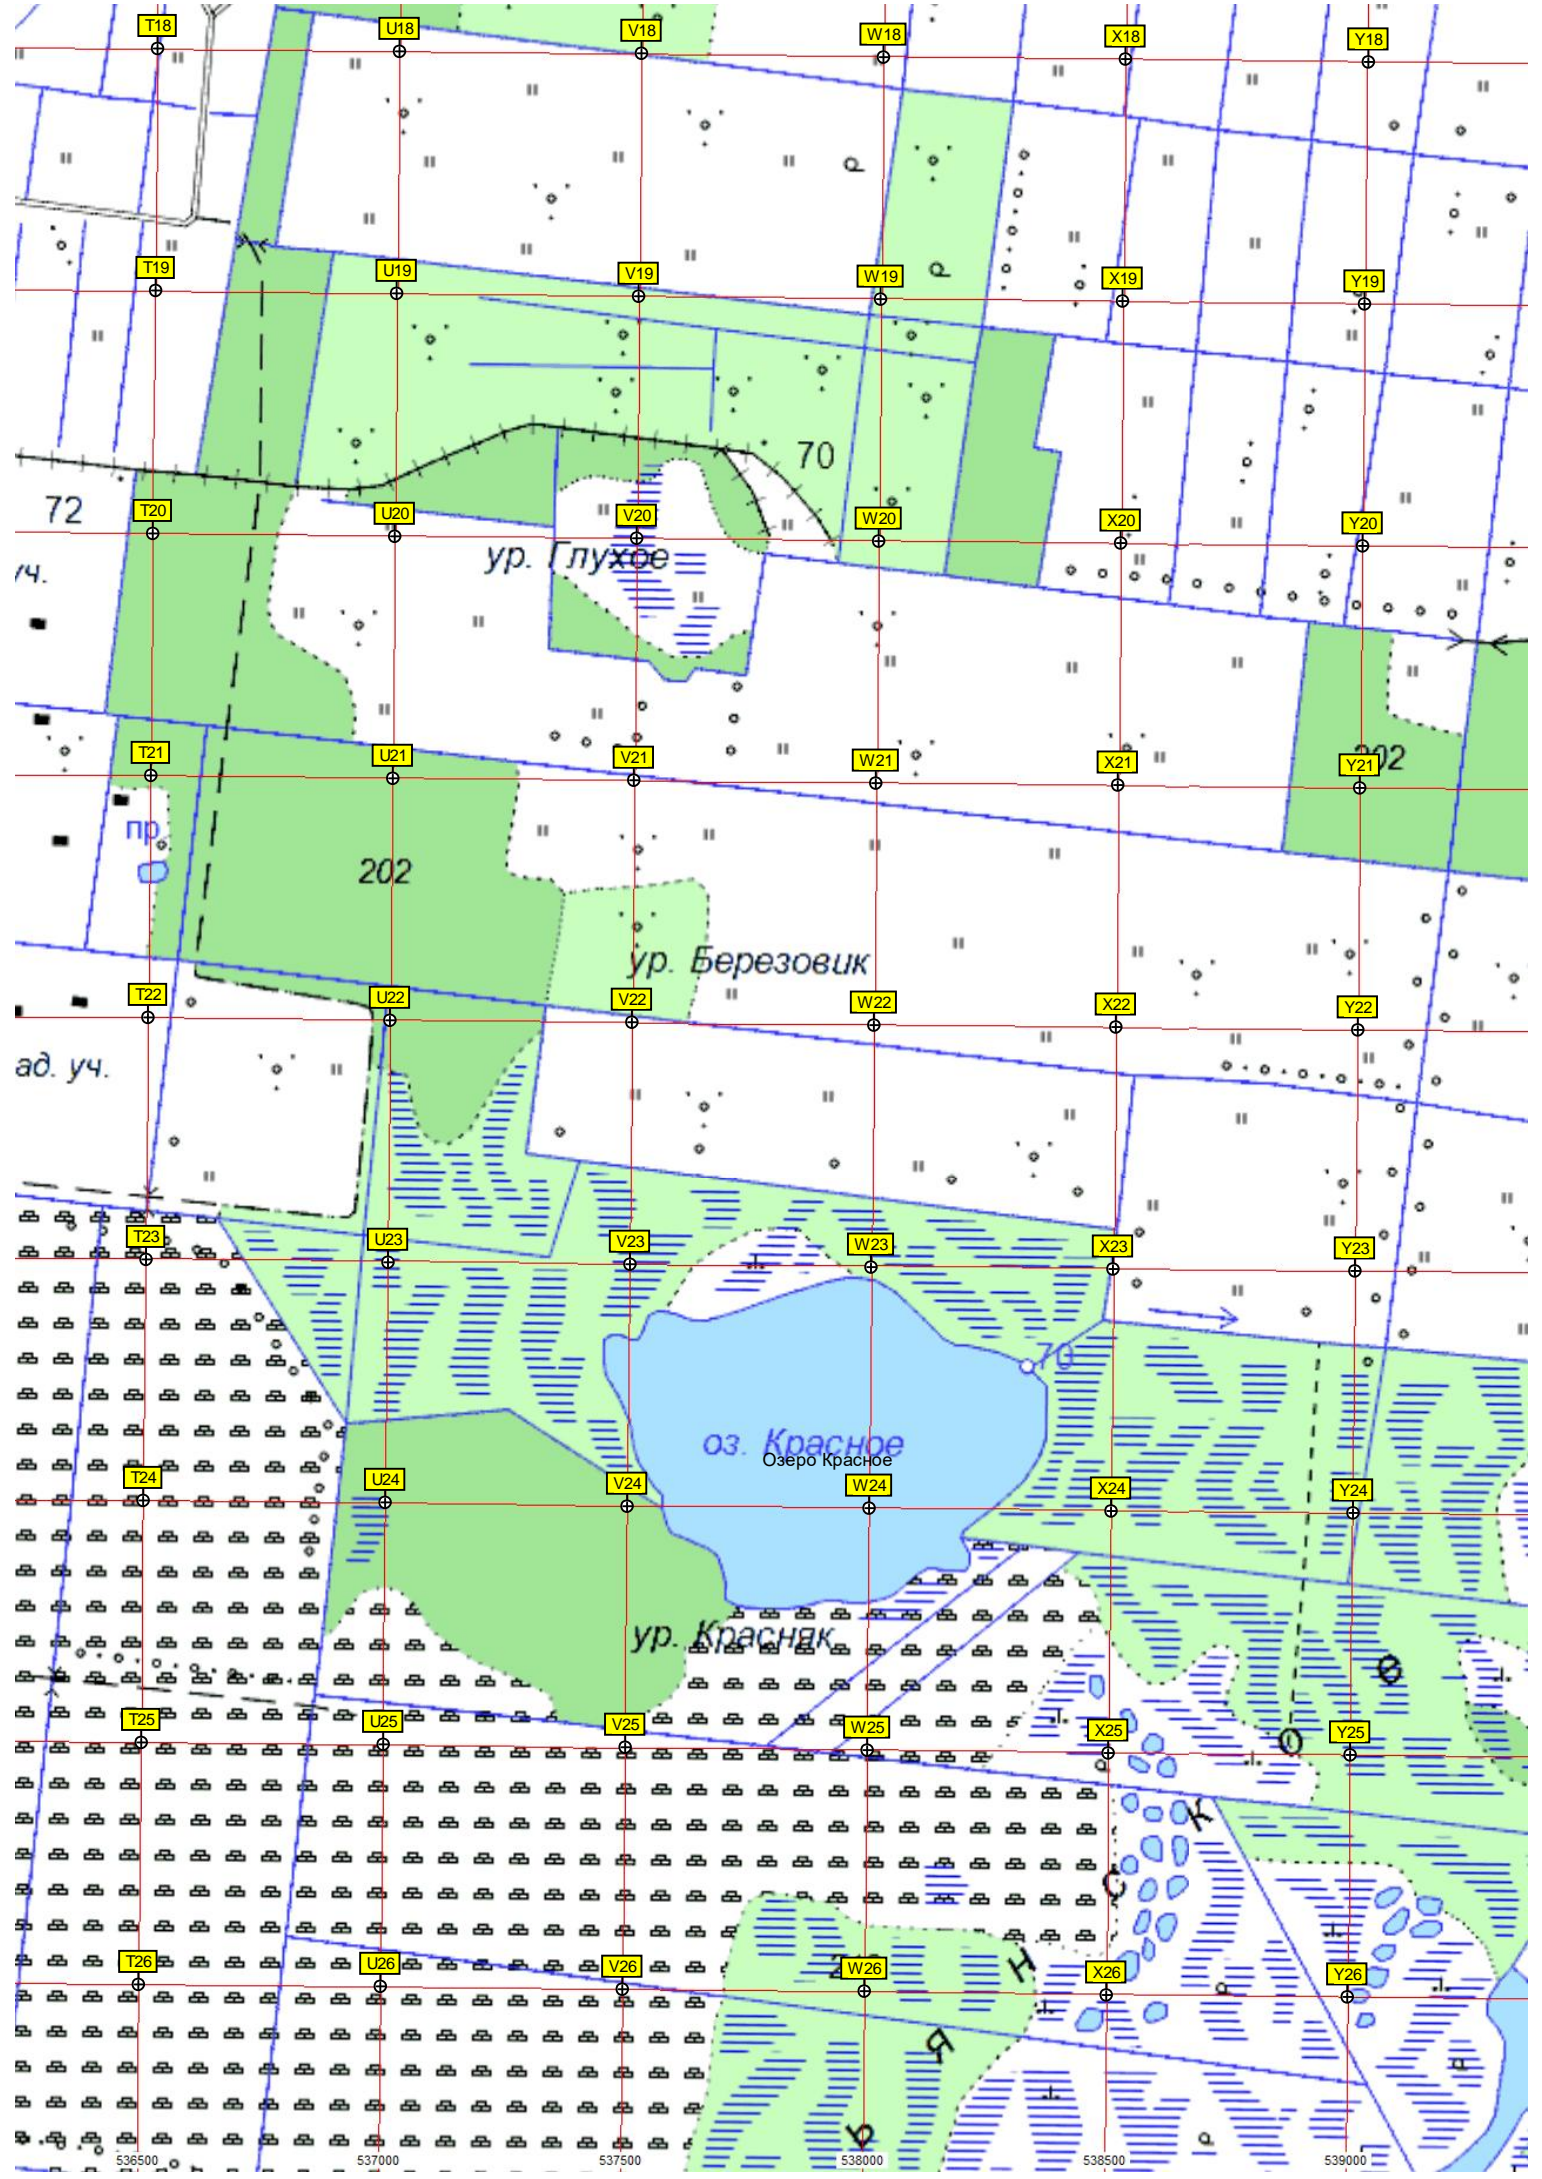 T18 U18 V18 W18 X18 Y18
T19 U19 V19 W19 X19 Y19
70
72
T20 U20 V20 W20 X20 Y20
ур. Глухое
уч.
T21 U21 V21 W21 X21 Y21
202
пр.
202
ур. Березовик
T22 U22 V22 W22 X22 Y22
ад. уч.
T23 U23 V23 W23 X23 Y23
70
оз. Красное
Озеро Красное
T24 U24 V24 W24 X24 Y24
ур. Красняк
в
T25 U25 V25 W25 X25 Y25
о
к
С
н
T26 U26 V26 W26 X26 Y26
я
Ь
536500 537000 537500 538000 538500 539000